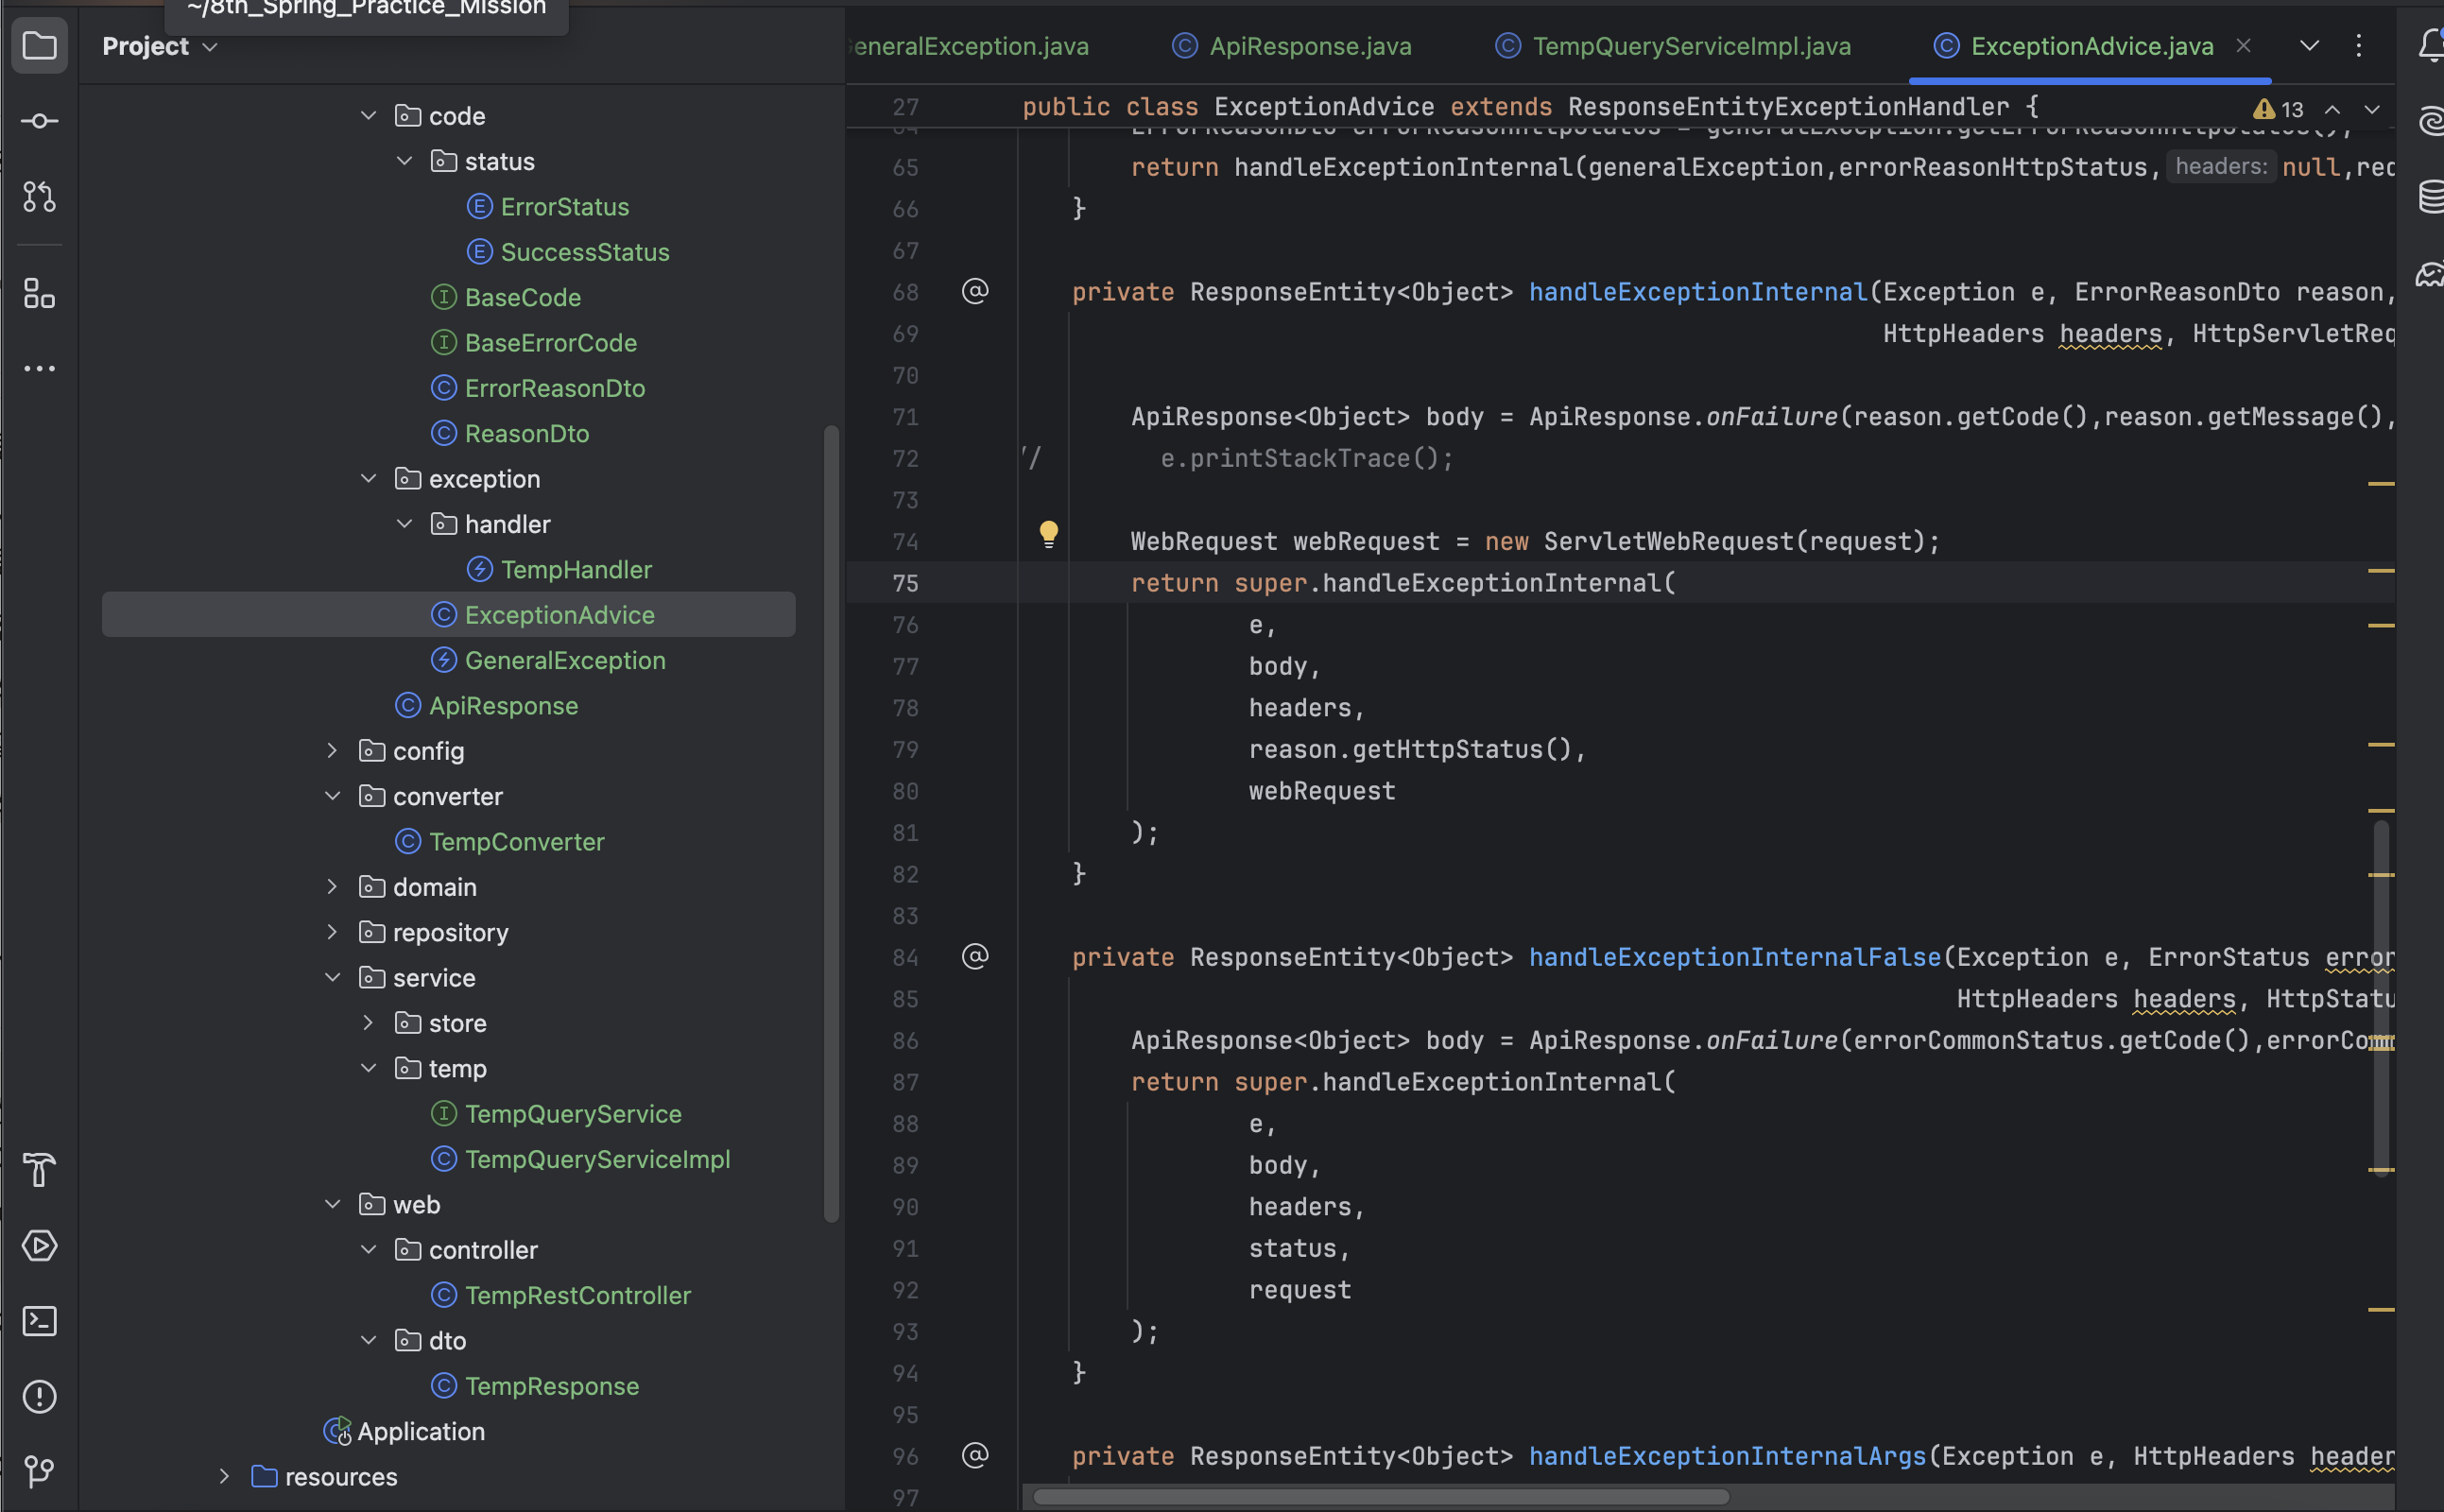 ~/8th_Spring_Practice_Mission
Project
code
status
ErrorStatus
SuccessStatus
BaseCode
BaseErrorCode
ErrorReasonDto
ReasonDto
exception
handler
TempHandler
ExceptionAdvice
GeneralException
ApiResponse
config
converter
TempConverter
domain
repository
service
store
temp
TempQueryService
TempQueryServiceImpl
web
controller
TempRestController
dto
TempResponse
Application
resources
eneralException.java ApiResponse.java TempQueryServiceImpl.java ExceptionAdvice.java
27 public class ExceptionAdvice extends ResponseEntityExceptionHandler { 13
64 ErrorReasonDto errorReasonHttpStatus = generalException.getErrorReasonHttpStatus();
65 return handleExceptionInternal(generalException,errorReasonHttpStatus, headers: null,req
66 }
67
68 private ResponseEntity<Object> handleExceptionInternal(Exception e, ErrorReasonDto reason,
69 HttpHeaders headers, HttpServletReq
70
71 ApiResponse<Object> body = ApiResponse.onFailure(reason.getCode(),reason.getMessage(),
72 // e.printStackTrace();
73
74 WebRequest webRequest = new ServletWebRequest(request);
75 return super.handleExceptionInternal(
76 e,
77 body,
78 headers,
79 reason.getHttpStatus(),
80 webRequest
81 );
82 }
83
84 private ResponseEntity<Object> handleExceptionInternalFalse(Exception e, ErrorStatus error
85 HttpHeaders headers, HttpStatu
86 ApiResponse<Object> body = ApiResponse.onFailure(errorCommonStatus.getCode(),errorComm
87 return super.handleExceptionInternal(
88 e,
89 body,
90 headers,
91 status,
92 request
93 );
94 }
95
96 private ResponseEntity<Object> handleExceptionInternalArgs(Exception e, HttpHeaders header
97